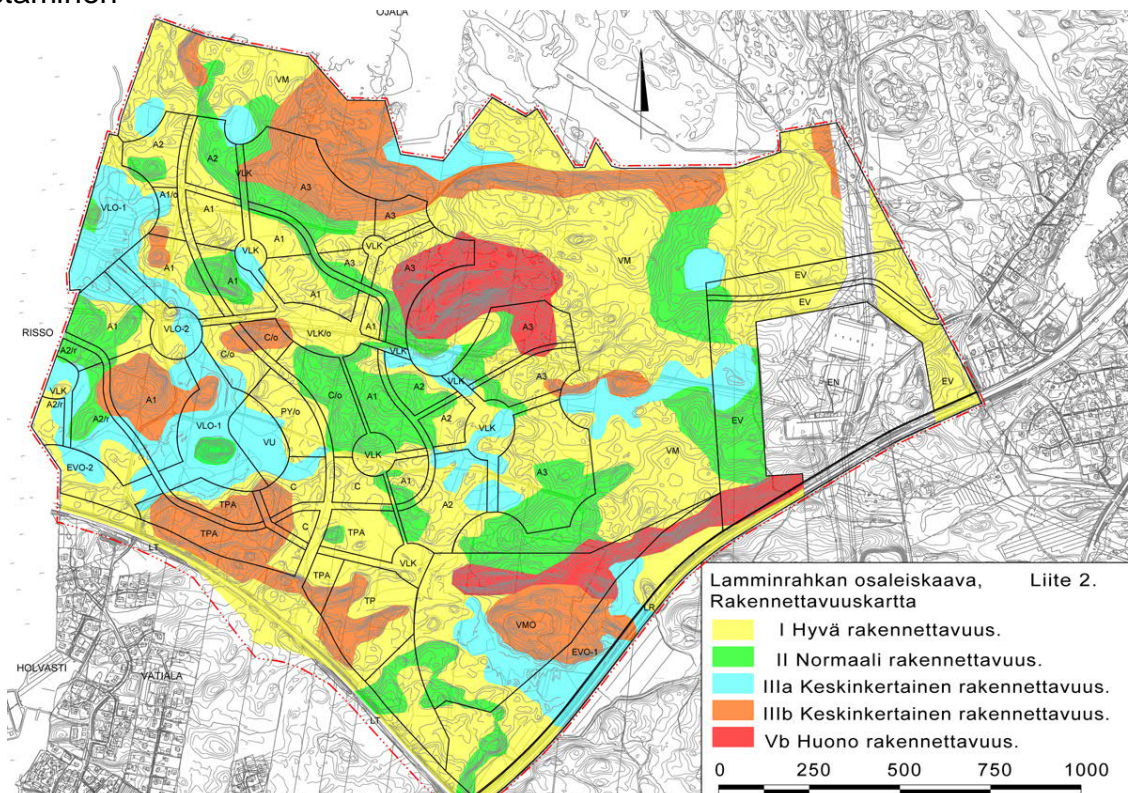 OJALA
VM
A2
A2
VLK
A3
A1/o
VLO-1
A1
A3
A1
VLK
VLK
A3
A3
VM
A1
A1
A1
EV
EV
RISSO
A1
VLO-2
C/o
VLK/o
A1
A3
A2/r
C/o
VLK
VLK
A3
EN
EV
VLK
A2/r
A2/r
A1
C/o
A1
A2
PY/o
VLO-1
VU
A2
VLK
EV
VLK
EVO-2
A3
VM
C
C
A1
TPA
A2
TPA
C
TPA
LT
VLK
TPA
TP
LR
VMO
EVO-1
HOLVASTI
VATIALA
LT
Lamminrahkan osaleiskaava, Liite 2.
Rakennettavuuskartta
I Hyvä rakennettavuus.
II Normaali rakennettavuus.
IIIa Keskinkertainen rakennettavuus.
IIIb Keskinkertainen rakennettavuus.
Vb Huono rakennettavuus.
0 250 500 750 1000